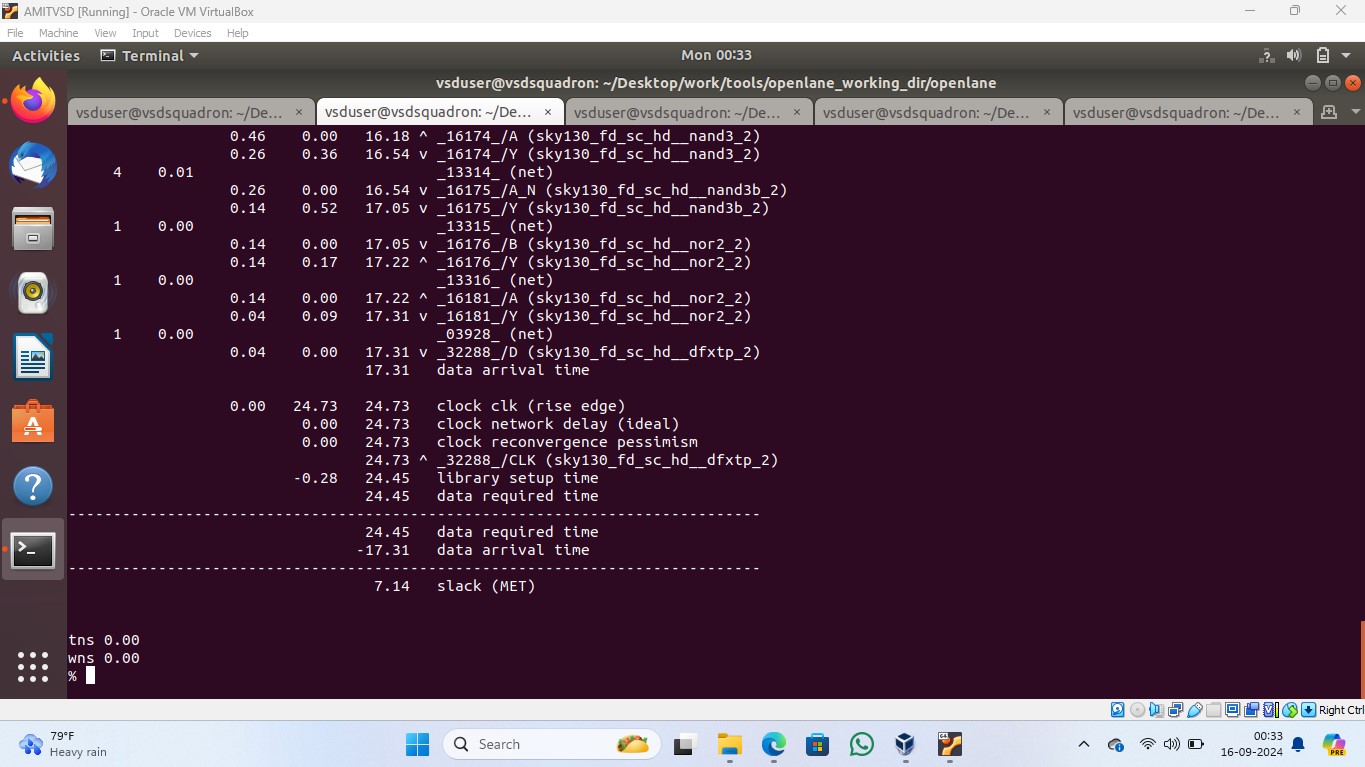 AMITVSD [Running] - Oracle VM VirtualBox
File Machine View Input Devices Help
Activities Terminal Mon 00:33
vsduser@vsdsquadron: ~/Desktop/work/tools/openlane_working_dir/openlane
vsduser@vsdsquadron: ~/De... × vsduser@vsdsquadron: ~/De... × vsduser@vsdsquadron: ~/De... × vsduser@vsdsquadron: ~/De... × vsduser@vsdsquadron: ~/De... ×
0.46 0.00 16.18 ^ _16174_/A (sky130_fd_sc_hd__nand3_2)
0.26 0.36 16.54 v _16174_/Y (sky130_fd_sc_hd__nand3_2)
4 0.01 _13314_ (net)
0.26 0.00 16.54 v _16175_/A_N (sky130_fd_sc_hd__nand3b_2)
0.14 0.52 17.05 v _16175_/Y (sky130_fd_sc_hd__nand3b_2)
1 0.00 _13315_ (net)
0.14 0.00 17.05 v _16176_/B (sky130_fd_sc_hd__nor2_2)
0.14 0.17 17.22 ^ _16176_/Y (sky130_fd_sc_hd__nor2_2)
1 0.00 _13316_ (net)
0.14 0.00 17.22 ^ _16181_/A (sky130_fd_sc_hd__nor2_2)
0.04 0.09 17.31 v _16181_/Y (sky130_fd_sc_hd__nor2_2)
1 0.00 _03928_ (net)
0.04 0.00 17.31 v _32288_/D (sky130_fd_sc_hd__dfxtp_2)
17.31 data arrival time
0.00 24.73 24.73 clock clk (rise edge)
0.00 24.73 clock network delay (ideal)
0.00 24.73 clock reconvergence pessimism
24.73 ^ _32288_/CLK (sky130_fd_sc_hd__dfxtp_2)
-0.28 24.45 library setup time
24.45 data required time
-----------------------------------------------------------------------------
24.45 data required time
-17.31 data arrival time
-----------------------------------------------------------------------------
7.14 slack (MET)
tns 0.00
wns 0.00
%
Right Ctrl
79°F
Heavy rain
Search
00:33
16-09-2024
PRE